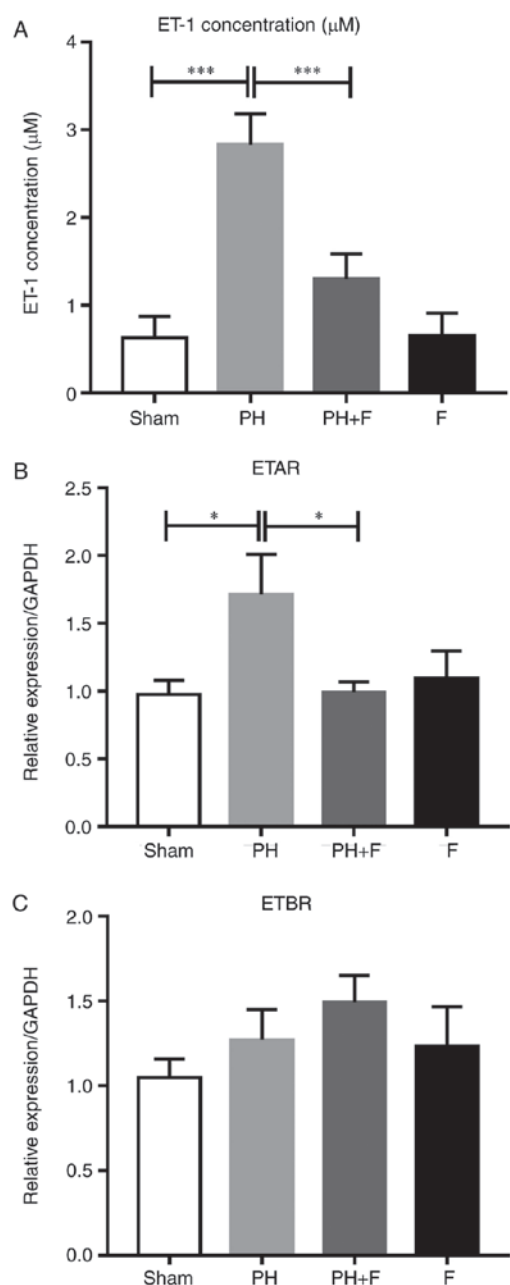 A
ET-1 concentration (μM)
ET-1 concentration (μM)
4
3
2
1
0
***
***
Sham PH PH+F F
B
ETAR
Relative expression/GAPDH
2.5
2.0
1.5
1.0
0.5
0.0
*
*
Sham PH PH+F F
C
ETBR
Relative expression/GAPDH
2.0
1.5
1.0
0.5
0.0
Sham PH PH+F F